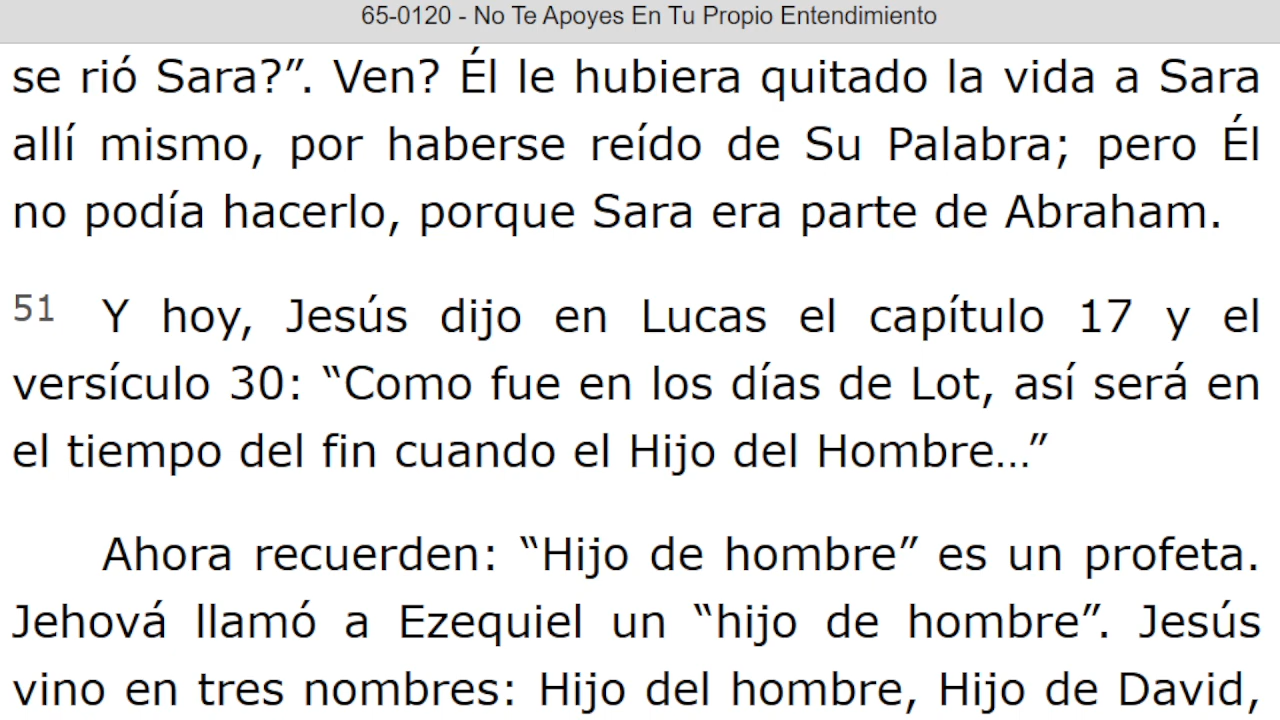 65-0120 - No Te Apoyes En Tu Propio Entendimiento
se rió Sara?”. Ven? Él le hubiera quitado la vida a Sara
allí mismo, por haberse reído de Su Palabra; pero Él
no podía hacerlo, porque Sara era parte de Abraham.
51 Y hoy, Jesús dijo en Lucas el capítulo 17 y el
versículo 30: “Como fue en los días de Lot, así será en
el tiempo del fin cuando el Hijo del Hombre…”
Ahora recuerden: “Hijo de hombre” es un profeta.
Jehová llamó a Ezequiel un “hijo de hombre”. Jesús
vino en tres nombres: Hijo del hombre, Hijo de David,